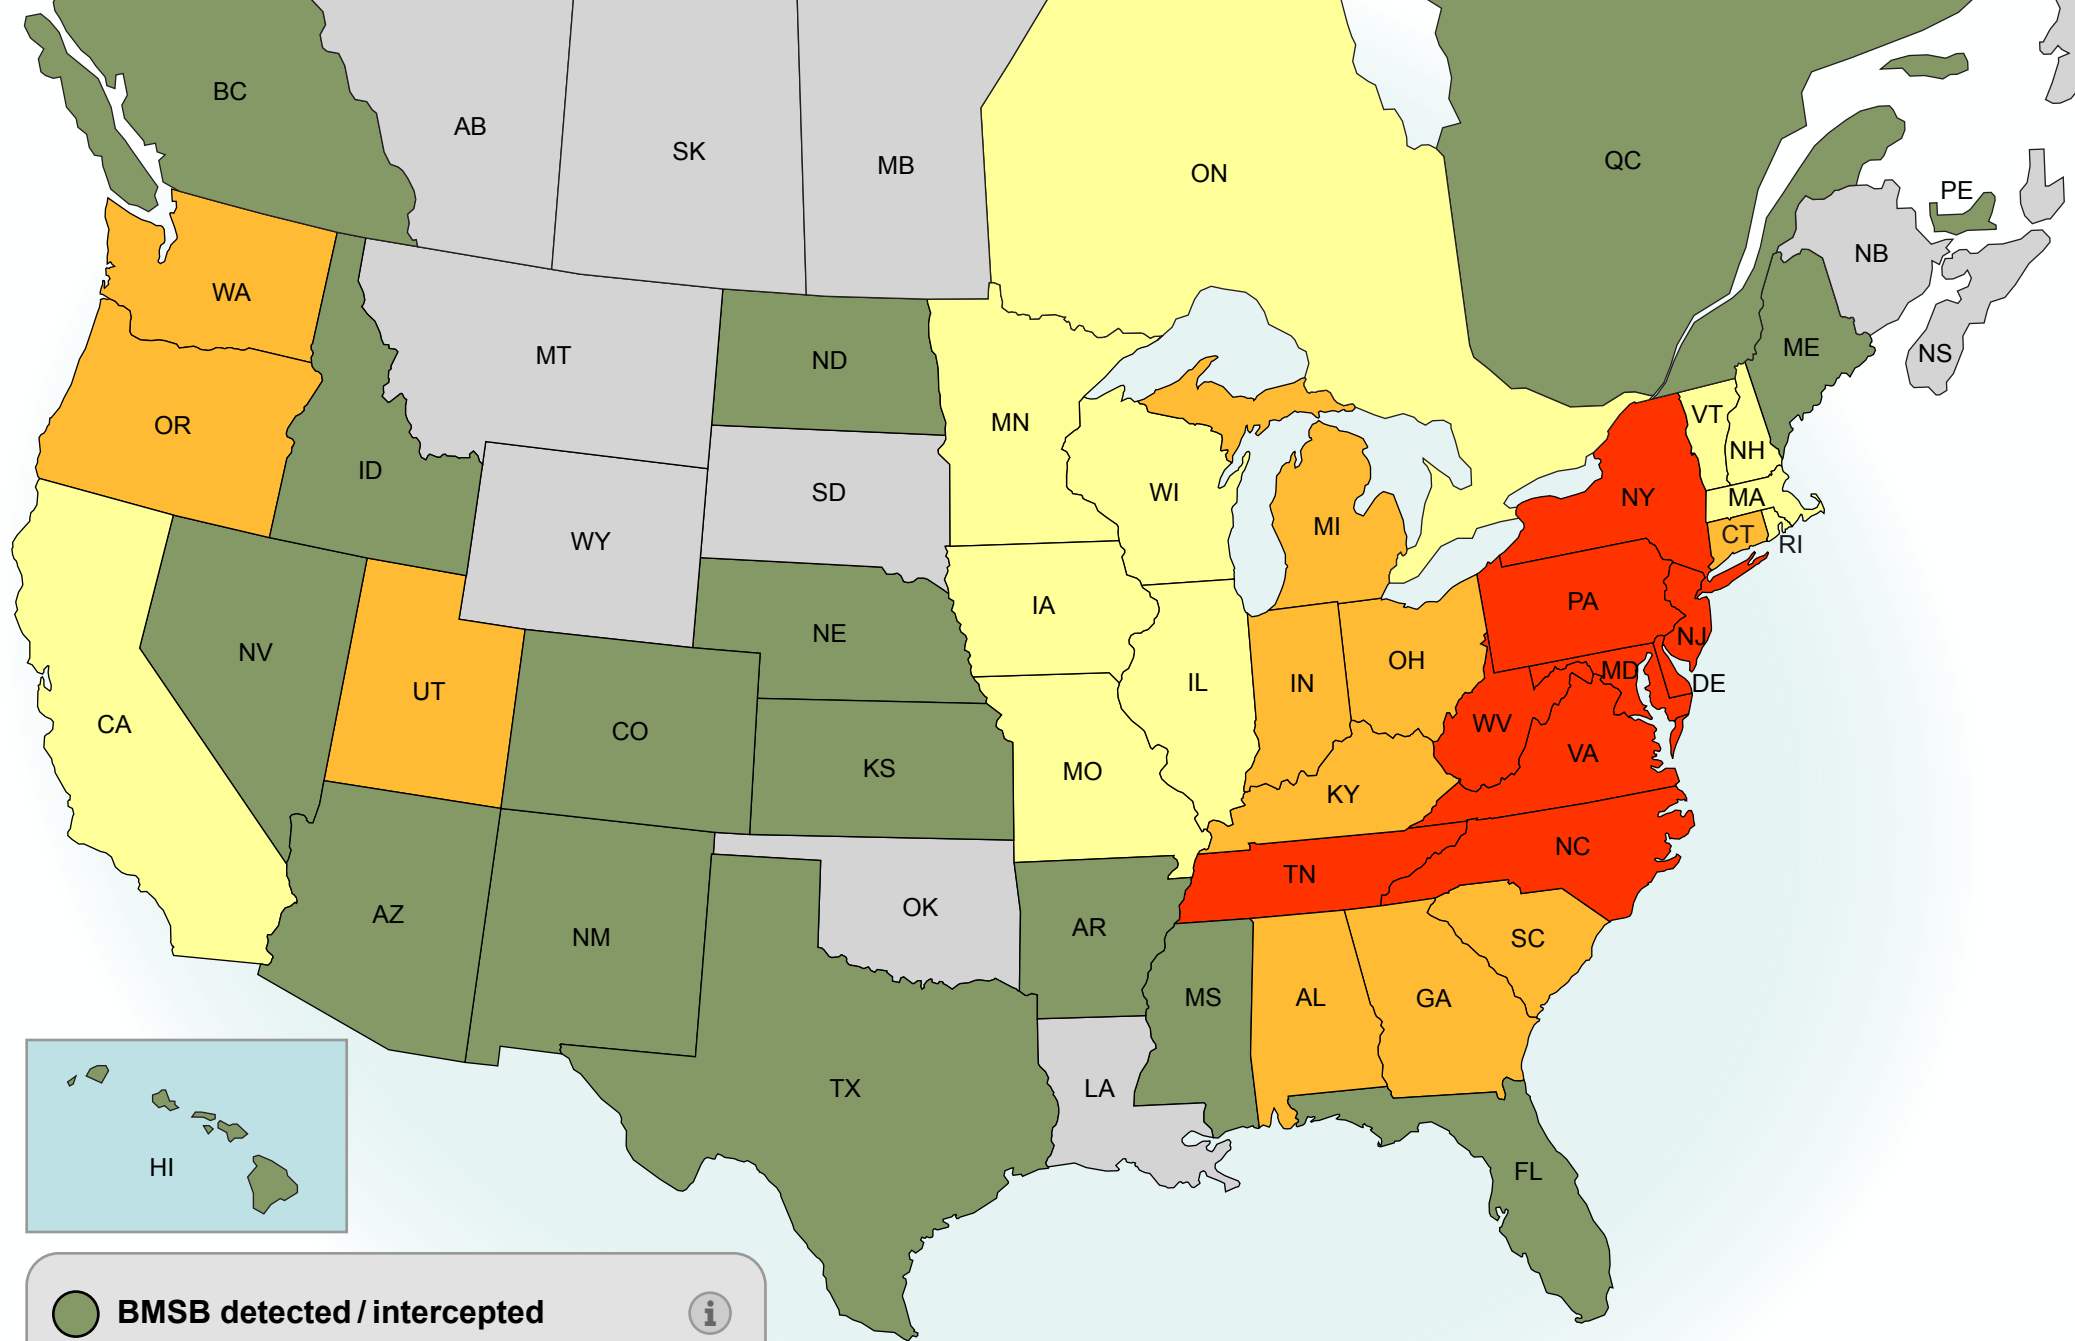 BC
AB
SK
MB
ON
QC
PE
NB
NS
ME
WA
MT
ND
MN
VT
NH
OR
ID
SD
WI
MI
NY
MA
CT
RI
WY
IA
PA
NJ
NV
NE
UT
CO
IL
IN
OH
MD
DE
CA
KS
MO
WV
VA
KY
NC
AZ
NM
OK
AR
TN
SC
MS
AL
GA
TX
LA
HI
FL
BMSB detected / intercepted
i